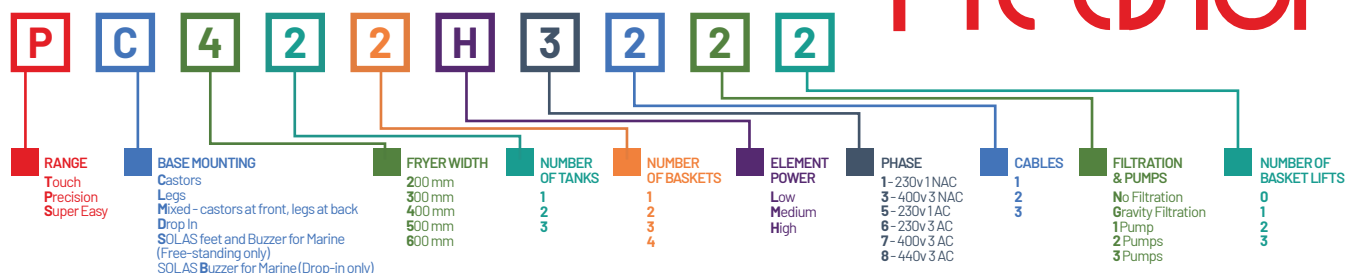 P C 4 2 2 H 3 2 2 2
RANGE
Touch
Precision
Super Easy
BASE MOUNTING
Castors
Legs
Mixed – castors at front, legs at back
Drop In
SOLAS feet and Buzzer for Marine
(Free-standing only)
SOLAS Buzzer for Marine (Drop-in only)
FRYER WIDTH
200 mm
300 mm
400 mm
500 mm
600 mm
NUMBER
OF TANKS
1
2
3
NUMBER
OF BASKETS
1
2
3
4
ELEMENT
POWER
Low
Medium
High
PHASE
1 – 230v 1 NAC
3 – 400v 3 NAC
5 – 230v 1 AC
6 – 230v 3 AC
7 – 400v 3 AC
8 – 440v 3 AC
CABLES
1
2
3
FILTRATION
& PUMPS
No Filtration
Gravity Filtration
1 Pump
2 Pumps
3 Pumps
NUMBER OF
BASKET LIFTS
0
1
2
3